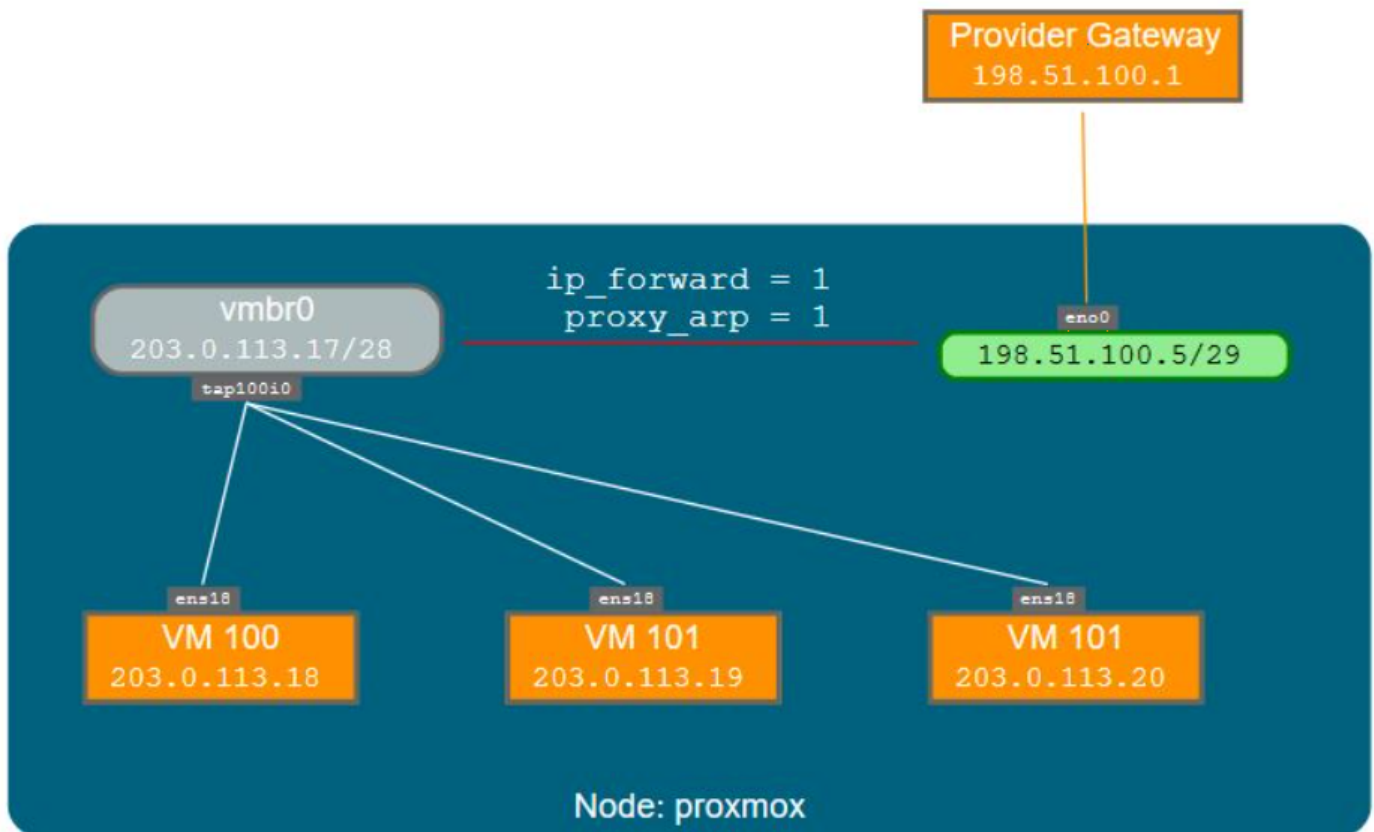 Provider Gateway
198.51.100.1
ip_forward = 1
proxy_arp = 1
vmbr0
203.0.113.17/28
tap100i0
eno0
198.51.100.5/29
ens18
VM 100
203.0.113.18
ens18
VM 101
203.0.113.19
ens18
VM 101
203.0.113.20
Node: proxmox